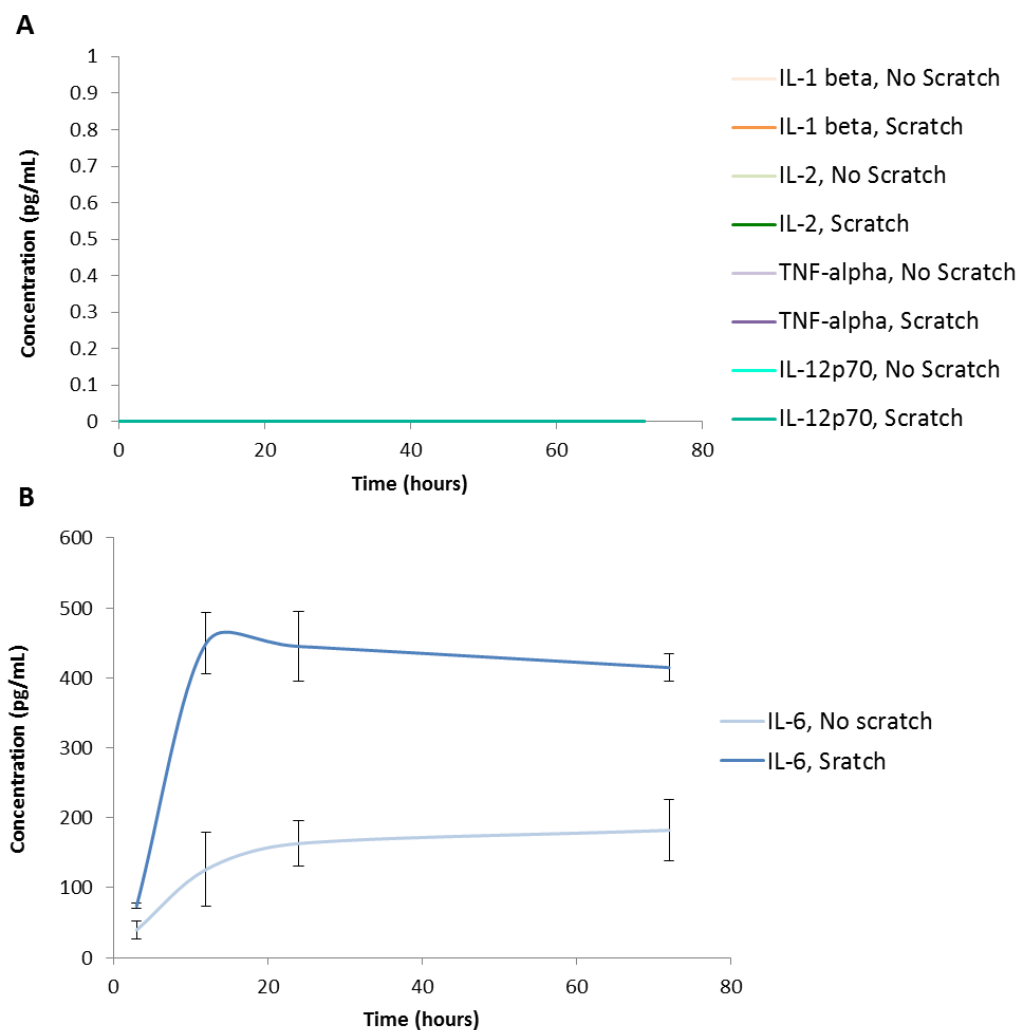 A
Concentration (pg/mL)
1
0.9
0.8
0.7
0.6
0.5
0.4
0.3
0.2
0.1
0
0 20 40 60 80
Time (hours)
IL-1 beta, No Scratch
IL-1 beta, Scratch
IL-2, No Scratch
IL-2, Scratch
TNF-alpha, No Scratch
TNF-alpha, Scratch
IL-12p70, No Scratch
IL-12p70, Scratch
B
Concentration (pg/mL)
600
500
400
300
200
100
0
0 20 40 60 80
Time (hours)
IL-6, No scratch
IL-6, Sratch